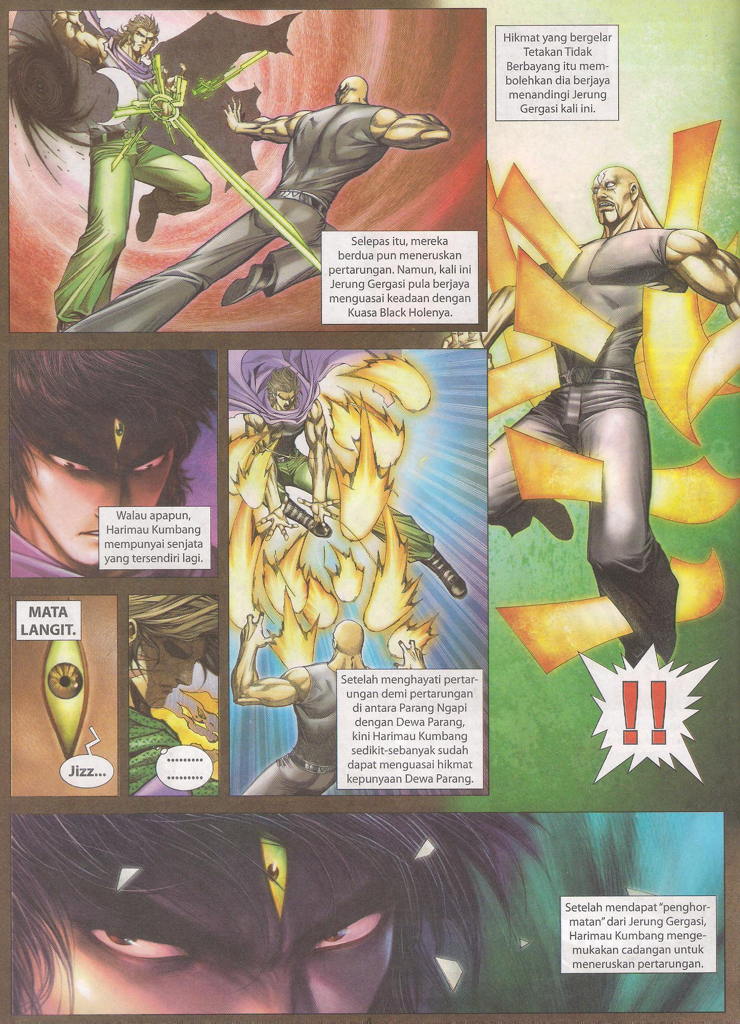 Hikmat yang bergelar
Tetakan Tidak
Berbayang itu mem-
bolehkan dia berjaya
menandingi Jerung
Gergasi kali ini.
Selepas itu, mereka
berdua pun meneruskan
pertarungan. Namun, kali ini
Jerung Gergasi pula berjaya
menguasai keadaan dengan
Kuasa Black Holenya.
Walau apapun,
Harimau Kumbang
mempunyai senjata
yang tersendiri lagi.
MATA
LANGIT.
Jizz...
.........
.........
Setelah menghayati pertar-
ungan demi pertarungan
di antara Parang Ngapi
dengan Dewa Parang,
kini Harimau Kumbang
sedikit-sebanyak sudah
dapat menguasai hikmat
kepunyaan Dewa Parang.
!!
Setelah mendapat "penghor-
matan" dari Jerung Gergasi,
Harimau Kumbang menge-
mukakan cadangan untuk
meneruskan pertarungan.